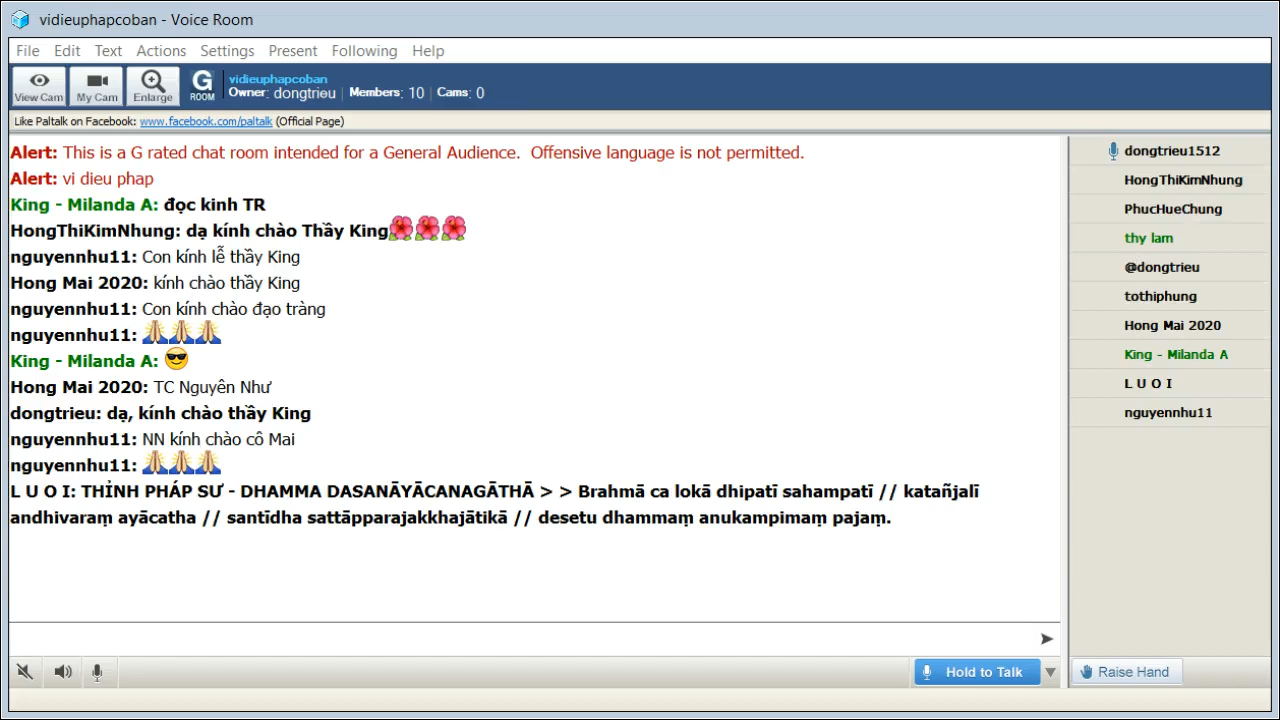 vidieuphapcoban - Voice Room
File Edit Text Actions Settings Present Following Help
View Cam My Cam Enlarge G ROOM
vidieuphapcoban
Owner: dongtrieu | Members: 10 | Cams: 0
Like Paltalk on Facebook: www.facebook.com/paltalk (Official Page)
Alert: This is a G rated chat room intended for a General Audience. Offensive language is not permitted.
Alert: vi dieu phap
King - Milanda A: đọc kinh TR
HongThiKimNhung: dạ kính chào Thầy King
nguyennhu11: Con kính lễ thầy King
Hong Mai 2020: kính chào thầy King
nguyennhu11: Con kính chào đạo tràng
nguyennhu11:
King - Milanda A:
Hong Mai 2020: TC Nguyên Như
dongtrieu: dạ, kính chào thầy King
nguyennhu11: NN kính chào cô Mai
nguyennhu11:
L U O I: THỈNH PHÁP SƯ - DHAMMA DASANĀYĀCANAGĀTHĀ > > Brahmā ca lokā dhipatī sahampatī // katañjalī
andhivaraṃ ayācatha // santīdha sattāpparajakkhajātikā // desetu dhammaṃ anukampimaṃ pajaṃ.
dongtrieu1512
HongThiKimNhung
PhucHueChung
thy lam
@dongtrieu
tothiphung
Hong Mai 2020
King - Milanda A
L U O I
nguyennhu11
Hold to Talk
Raise Hand